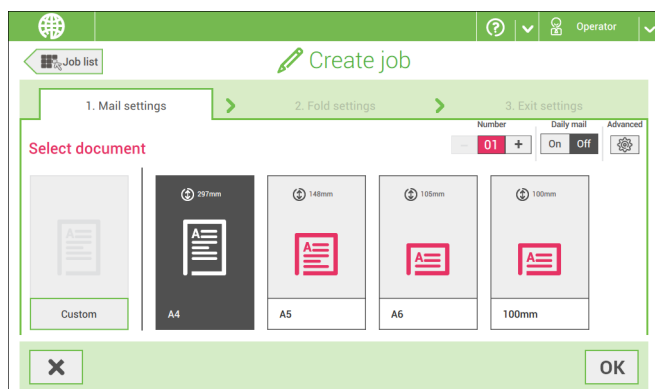 Operator
Job list
Create job
1. Mail settings
2. Fold settings
3. Exit settings
Select document
Number
01
+
Daily mail
On
Off
Advanced
297mm
148mm
105mm
100mm
Custom
A4
A5
A6
100mm
OK